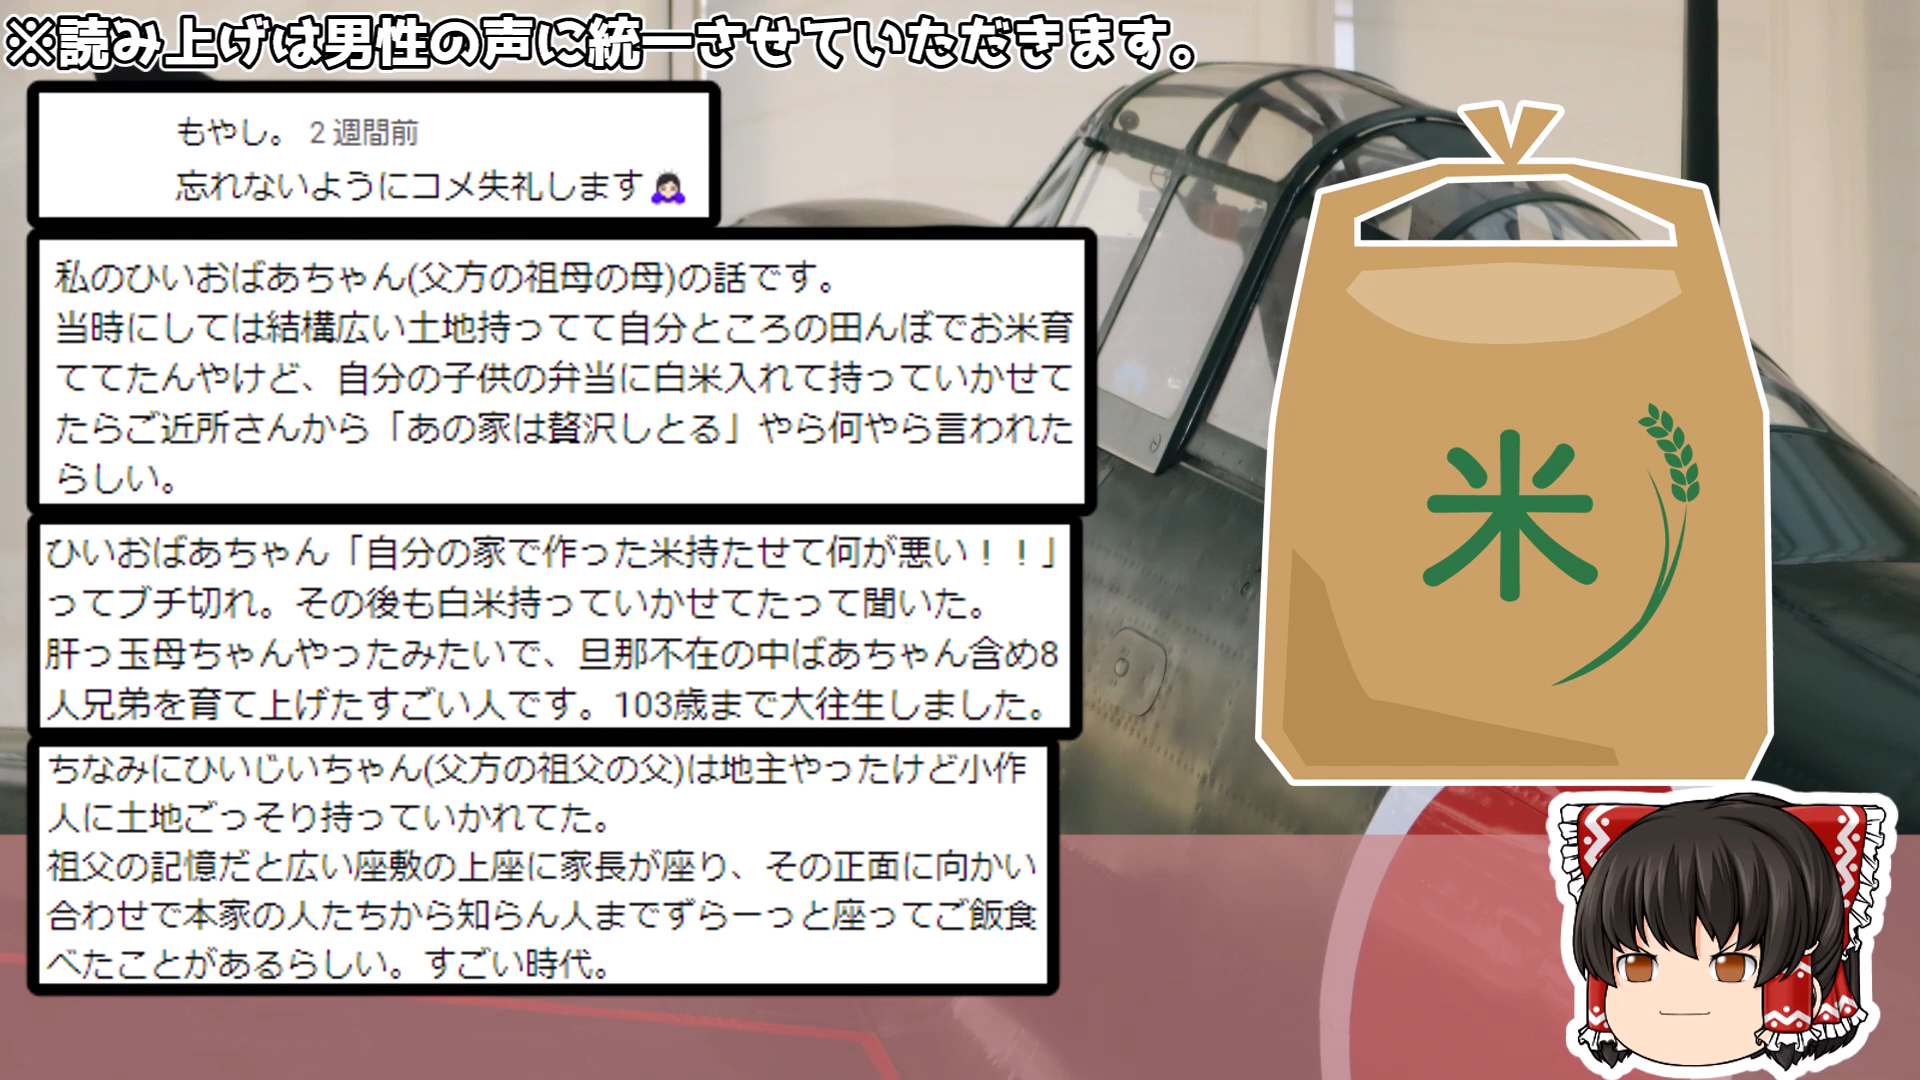 ※読み上げは男性の声に統一させていただきます。
もやし。 2 週間前
忘れないようにコメ失礼します🙇🏻‍♀️
私のひいおばあちゃん(父方の祖母の母)の話です。
当時にしては結構広い土地持ってて自分ところの田んぼでお米育
ててたんやけど、自分の子供の弁当に白米入れて持っていかせて
たらご近所さんから「あの家は贅沢しとる」やら何やら言われた
らしい。
ひいおばあちゃん「自分の家で作った米持たせて何が悪い！！」
ってブチ切れ。その後も白米持っていかせてたって聞いた。
肝っ玉母ちゃんやったみたいで、旦那不在の中ばあちゃん含め8
人兄弟を育て上げたすごい人です。103歳まで大往生しました。
ちなみにひいじいちゃん(父方の祖父の父)は地主やったけど小作
人に土地ごっそり持っていかれてた。
祖父の記憶だと広い座敷の上座に家長が座り、その正面に向かい
合わせで本家の人たちから知らん人までずらーっと座ってご飯食
べたことがあるらしい。すごい時代。
米